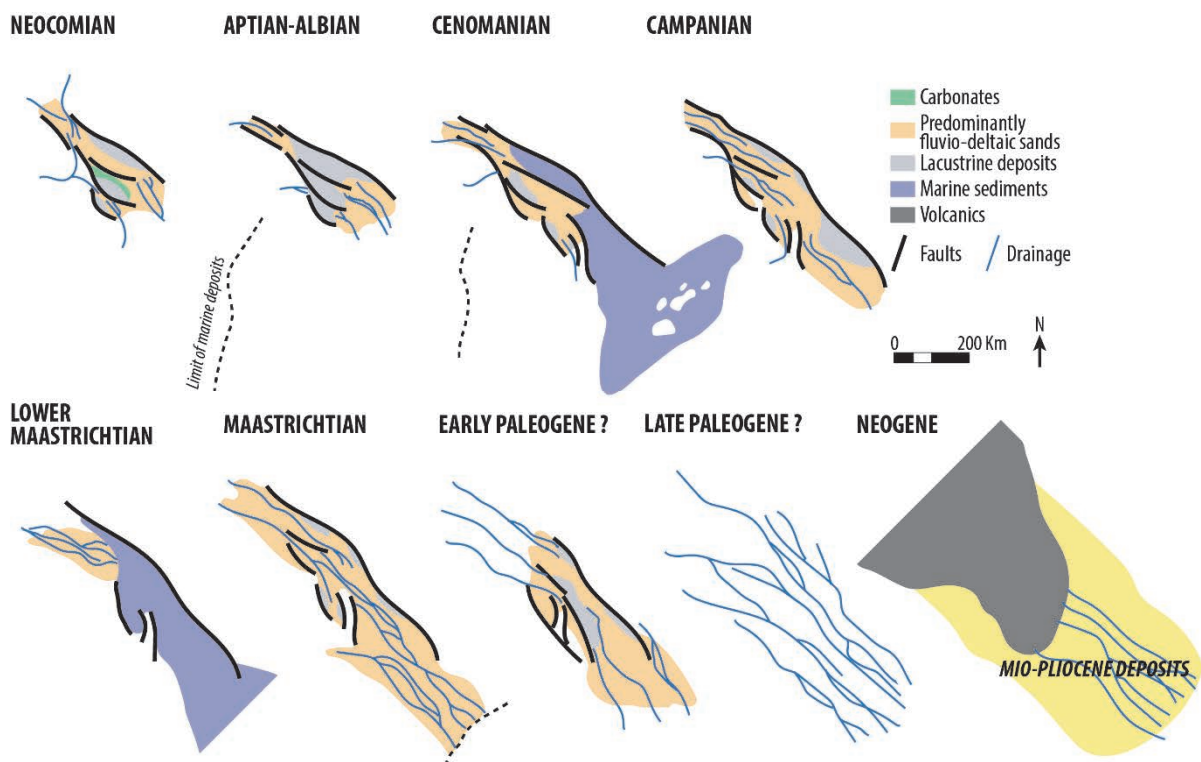 NEOCOMIAN
APTIAN-ALBIAN
CENOMANIAN
CAMPANIAN
Carbonates
Predominantly
fluvio-deltaic sands
Lacustrine deposits
Marine sediments
Volcanics
Faults
Drainage
Limit of marine deposits
0 200 Km
N
LOWER
MAASTRICHTIAN
MAASTRICHTIAN
EARLY PALEOGENE ?
LATE PALEOGENE ?
NEOGENE
MIO-PLIOCENE DEPOSITS